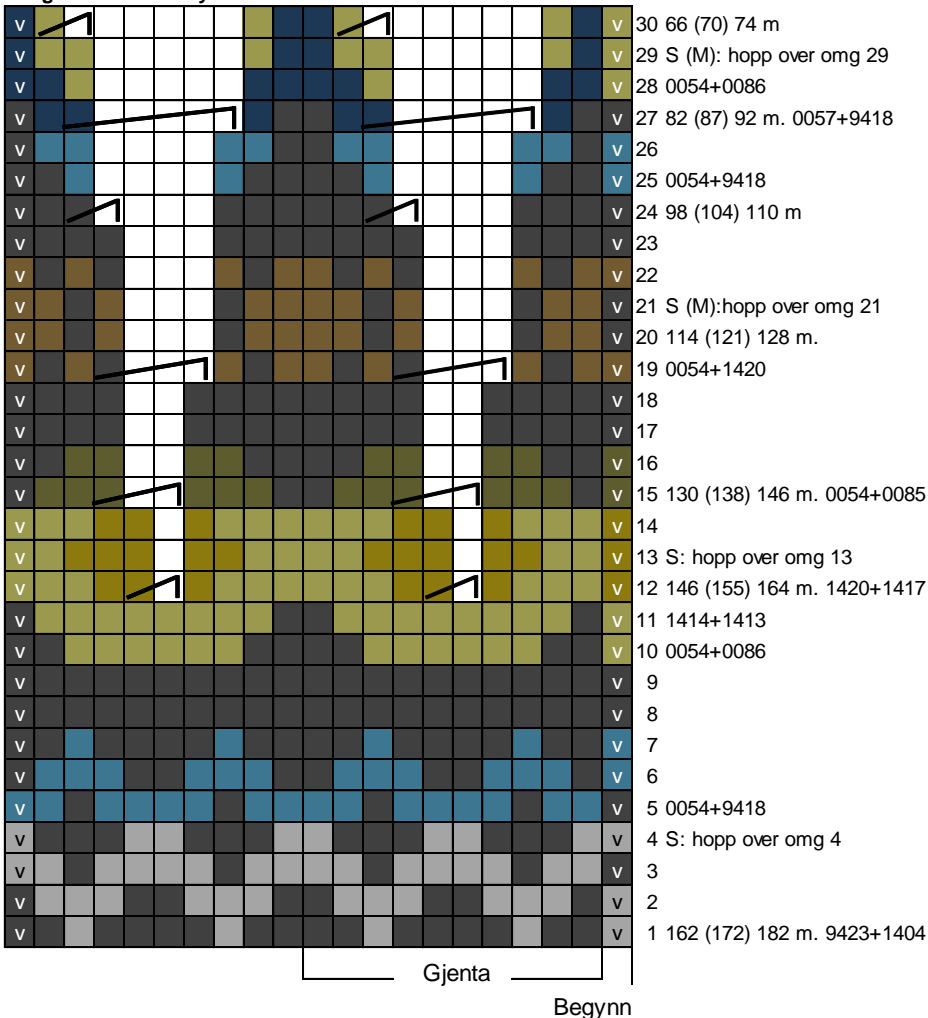 v v 30 66 (70) 74 m
v v 29 S (M): hopp over omg 29
v v 28 0054+0086
v v 27 82 (87) 92 m. 0057+9418
v v 26
v v 25 0054+9418
v v 24 98 (104) 110 m
v v 23
v v 22
v v 21 S (M):hopp over omg 21
v v 20 114 (121) 128 m.
v v 19 0054+1420
v v 18
v v 17
v v 16
v v 15 130 (138) 146 m. 0054+0085
v v 14
v v 13 S: hopp over omg 13
v v 12 146 (155) 164 m. 1420+1417
v v 11 1414+1413
v v 10 0054+0086
v v 9
v v 8
v v 7
v v 6
v v 5 0054+9418
v v 4 S: hopp over omg 4
v v 3
v v 2
v v 1 162 (172) 182 m. 9423+1404
Gjenta
Begynn